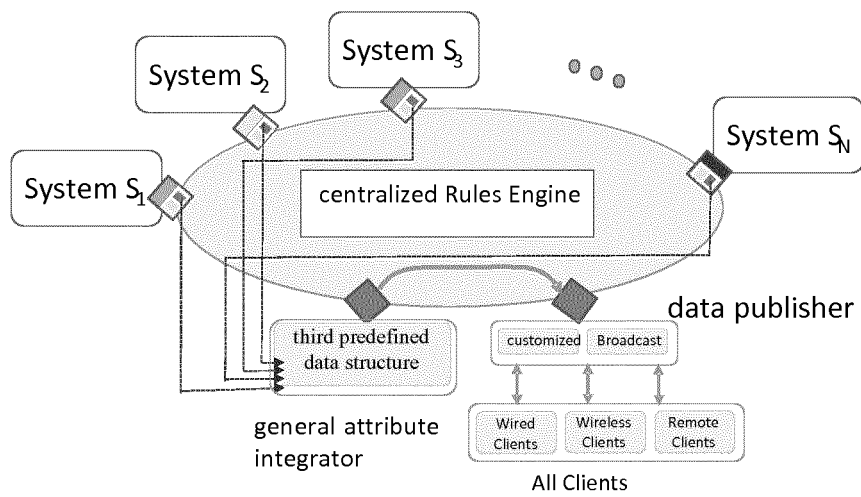 System S1
System S2
System S3
System SN
centralized Rules Engine
third predefined
data structure
general attribute
integrator
data publisher
customized
Broadcast
Wired
Clients
Wireless
Clients
Remote
Clients
All Clients